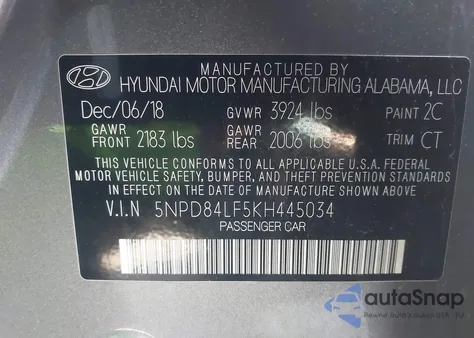 MANUFACTURED BY
HYUNDAI MOTOR MANUFACTURING ALABAMA, LLC
Dec/06/18 GVWR 3924 lbs PAINT 2C
GAWR FRONT 2183 lbs GAWR REAR 2006 lbs TRIM CT
THIS VEHICLE CONFORMS TO ALL APPLICABLE U.S.A. FEDERAL
MOTOR VEHICLE SAFETY, BUMPER, AND THEFT PREVENTION STANDARDS
IN EFFECT ON THE DATE OF MANUFACTURE SHOWN ABOVE.
V.I.N 5NPD84LF5KH445034
PASSENGER CAR
autoSnap